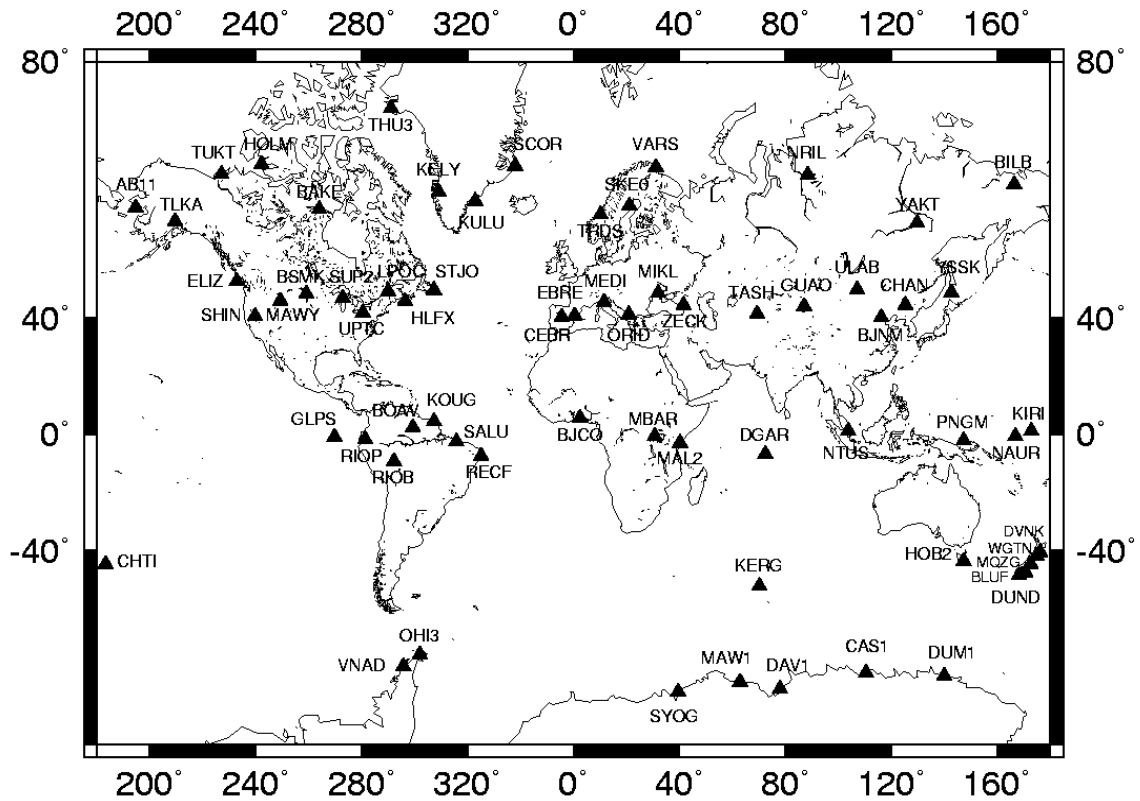 200° 240° 280° 320° 0° 40° 80° 120° 160°
80° 80°
THU3
TUKT HOLM SCOR VARS NRIL BILB
AB11 TLKA BAKE KELY KULU SKE0 TRDS YAKT
ELIZ BSMK SUP2 LPOC STJO MEDI MIKL TASH GUAO ULAB CHAN YSSK
EBRE
40° SHIN MAWY UPTC HLFX CEBR ORID ZECK BJNM 40°
GLPS BOAV KOUG SALU MBAR DGAR PNGM KIRI
0° BJCO 0°
RIOP RIOB RECF MAL2 NTUS NAUR
DVNK
-40° HOB2 WGTN -40°
CHTI KERG MQZG
BLUF
DUND
OHI3
VNAD MAW1 DAV1 CAS1 DUM1
SYOG
200° 240° 280° 320° 0° 40° 80° 120° 160°